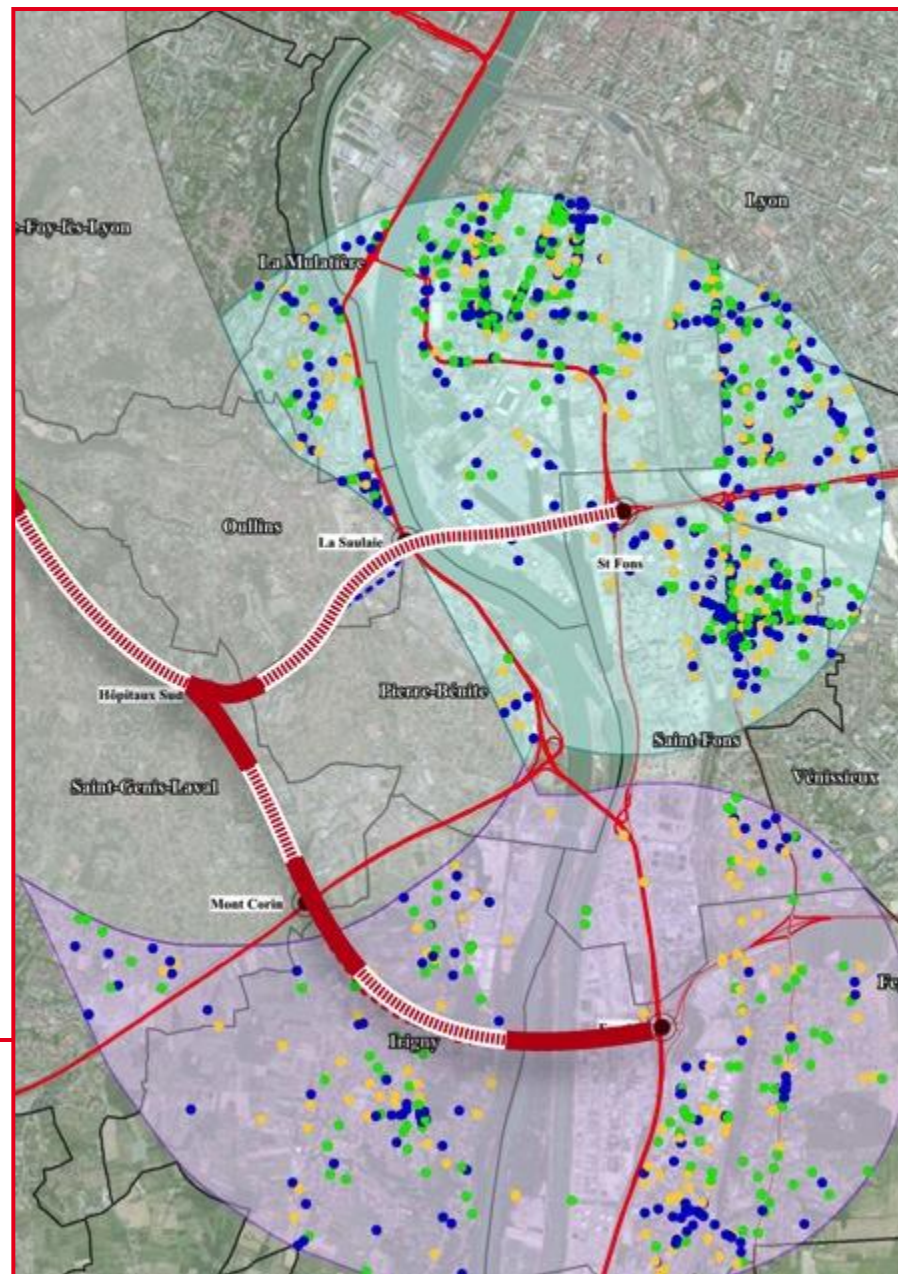 Lyon
e-Foy-lès-Lyon
La Mulatière
Oullins
La Saulaie
St Fons
Hôpitaux Sud
Pierre-Bénite
Saint-Fons
Vénissieux
Saint-Genis-Laval
Mont Corin
Fe
Irigny